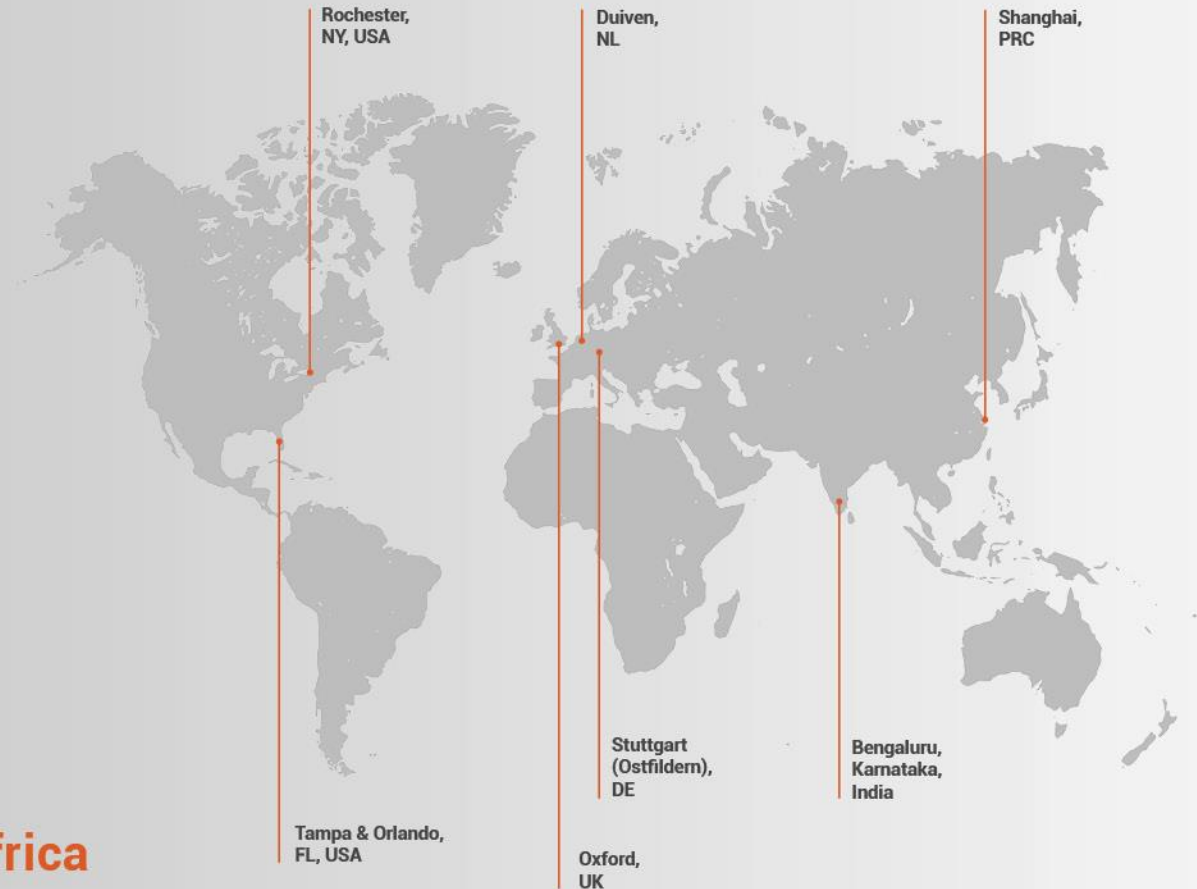 Rochester,
NY, USA
Duiven,
NL
Shanghai,
PRC
Stuttgart
(Ostfildern),
DE
Bengaluru,
Karnataka,
India
Tampa & Orlando,
FL, USA
frica
Oxford,
UK